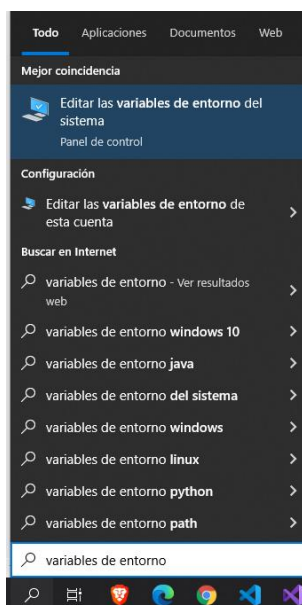 Todo Aplicaciones Documentos Web
Mejor coincidencia
Editar las variables de entorno del
sistema
Panel de control
Configuración
Editar las variables de entorno de
esta cuenta
Buscar en Internet
variables de entorno - Ver resultados
web
variables de entorno windows 10
variables de entorno java
variables de entorno del sistema
variables de entorno windows
variables de entorno linux
variables de entorno python
variables de entorno path
variables de entorno